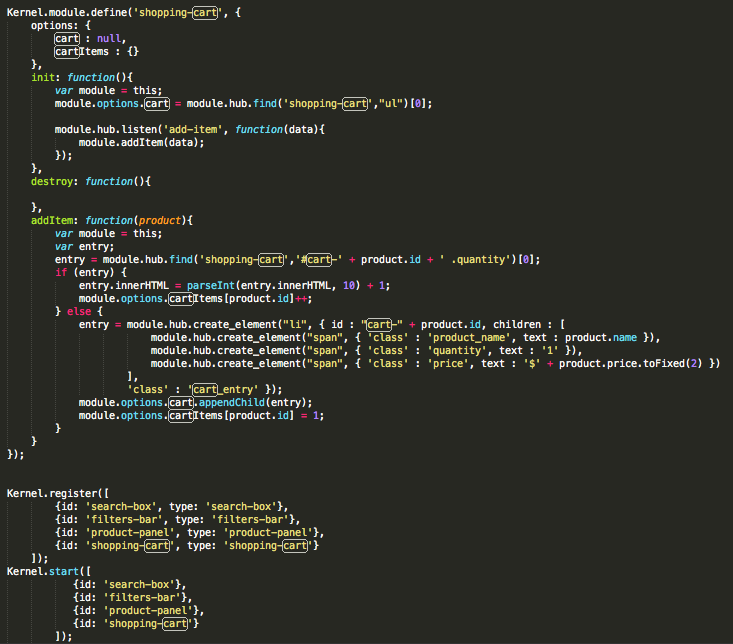 Kernel.module.define('shopping-cart', {
    options: {
        cart : null,
        cartItems : {}
    },
    init: function(){
        var module = this;
        module.options.cart = module.hub.find('shopping-cart',"ul")[0];

        module.hub.listen('add-item', function(data){
            module.addItem(data);
        });
    },
    destroy: function(){

    },
    addItem: function(product){
        var module = this;
        var entry;
        entry = module.hub.find('shopping-cart','#cart-' + product.id + ' .quantity')[0];
        if (entry) {
            entry.innerHTML = parseInt(entry.innerHTML, 10) + 1;
            module.options.cartItems[product.id]++;
        } else {
            entry = module.hub.create_element("li", { id : "cart-" + product.id, children : [
                        module.hub.create_element("span", { 'class' : 'product_name', text : product.name }),
                        module.hub.create_element("span", { 'class' : 'quantity', text : '1' }),
                        module.hub.create_element("span", { 'class' : 'price', text : '$' + product.price.toFixed(2) })
                    ],
                    'class' : 'cart_entry' });
            module.options.cart.appendChild(entry);
            module.options.cartItems[product.id] = 1;
        }
    }
});


Kernel.register([
        {id: 'search-box', type: 'search-box'},
        {id: 'filters-bar', type: 'filters-bar'},
        {id: 'product-panel', type: 'product-panel'},
        {id: 'shopping-cart', type: 'shopping-cart'}
    ]);
Kernel.start([
           {id: 'search-box'},
           {id: 'filters-bar'},
           {id: 'product-panel'},
           {id: 'shopping-cart'}
        ]);